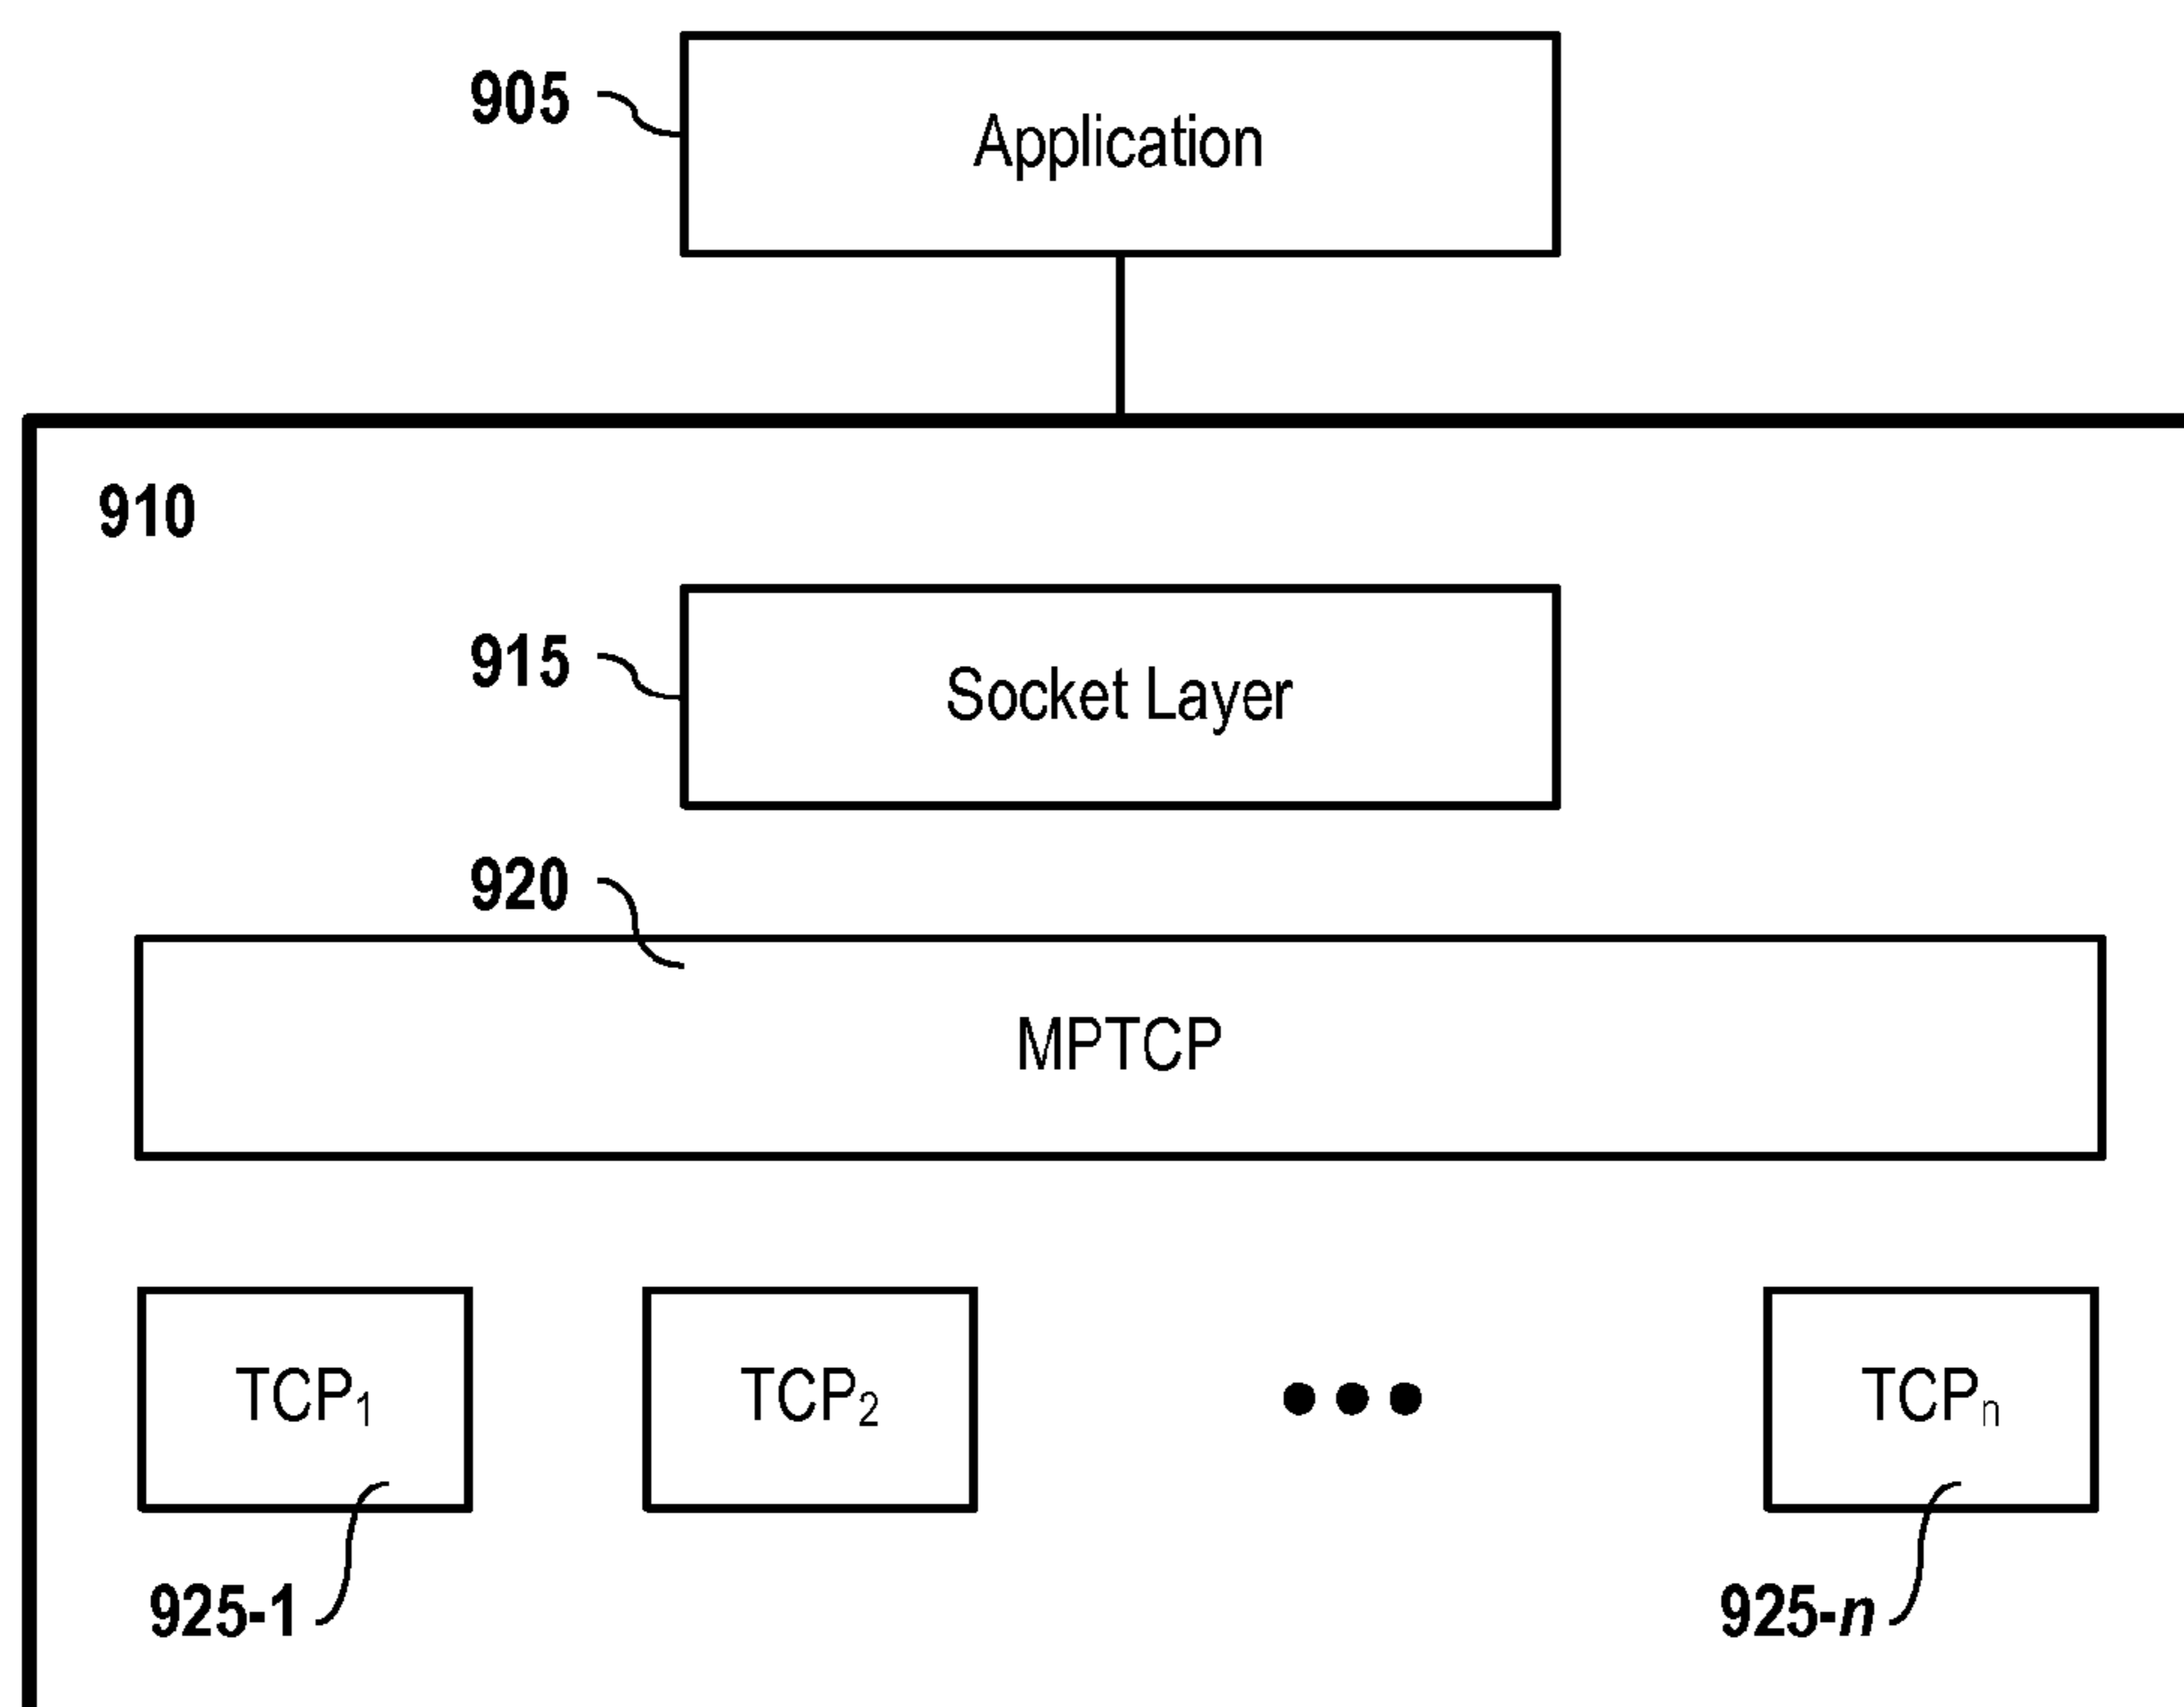 905
Application
910
915
Socket Layer
920
MPTCP
TCP₁
TCP₂
TCPₙ
925-1
925-n